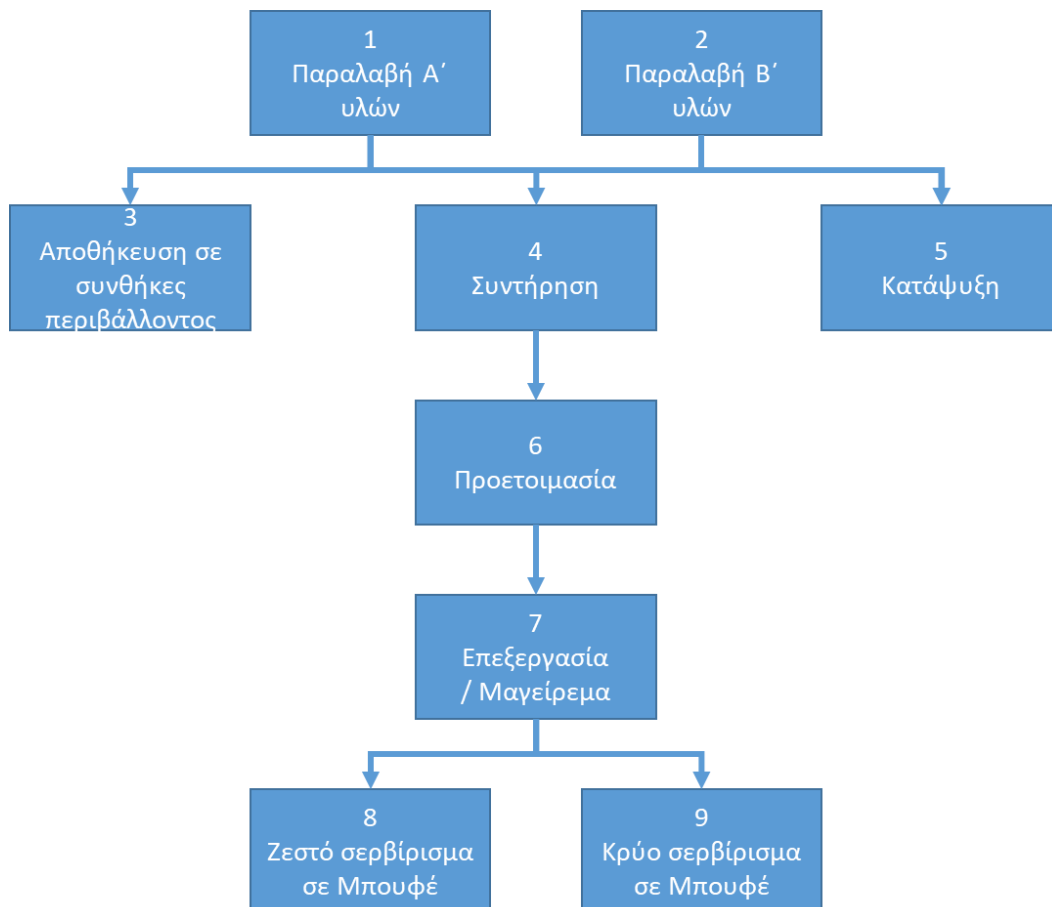 1
Παραλαβή Α΄
υλών
2
Παραλαβή Β΄
υλών
3
Αποθήκευση σε
συνθήκες
περιβάλλοντος
4
Συντήρηση
5
Κατάψυξη
6
Προετοιμασία
7
Επεξεργασία
/ Μαγείρεμα
8
Ζεστό σερβίρισμα
σε Μπουφέ
9
Κρύο σερβίρισμα
σε Μπουφέ